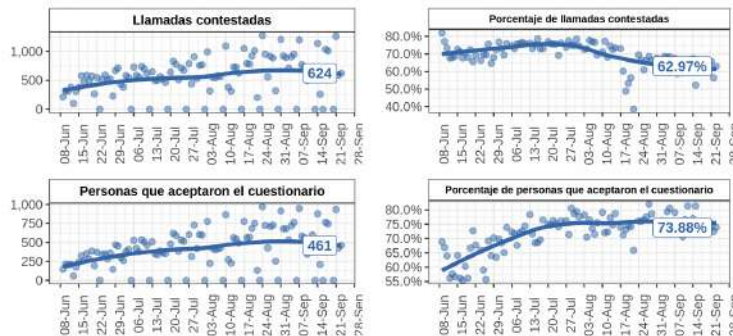 Llamadas contestadas
1,000
500
0
624
08-Jun
15-Jun
22-Jun
29-Jun
06-Jul
13-Jul
20-Jul
27-Jul
03-Aug
10-Aug
17-Aug
24-Aug
31-Aug
07-Sep
14-Sep
21-Sep
28-Sep
Porcentaje de llamadas contestadas
80.0%
70.0%
60.0%
50.0%
40.0%
62.97%
08-Jun
15-Jun
22-Jun
29-Jun
06-Jul
13-Jul
20-Jul
27-Jul
03-Aug
10-Aug
17-Aug
24-Aug
31-Aug
07-Sep
14-Sep
21-Sep
28-Sep
Personas que aceptaron el cuestionario
1,000
750
500
250
0
461
08-Jun
15-Jun
22-Jun
29-Jun
06-Jul
13-Jul
20-Jul
27-Jul
03-Aug
10-Aug
17-Aug
24-Aug
31-Aug
07-Sep
14-Sep
21-Sep
28-Sep
Porcentaje de personas que aceptaron el cuestionario
80.0%
75.0%
70.0%
65.0%
60.0%
55.0%
73.88%
08-Jun
15-Jun
22-Jun
29-Jun
06-Jul
13-Jul
20-Jul
27-Jul
03-Aug
10-Aug
17-Aug
24-Aug
31-Aug
07-Sep
14-Sep
21-Sep
28-Sep